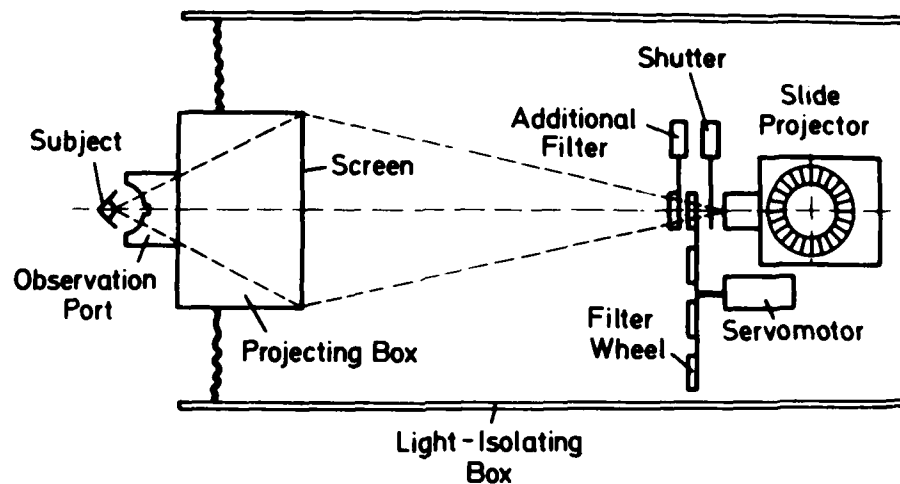 Shutter
Slide
Projector
Additional
Filter
Subject
Screen
Observation
Port
Projecting Box
Filter
Wheel
Servomotor
Light-Isolating
Box